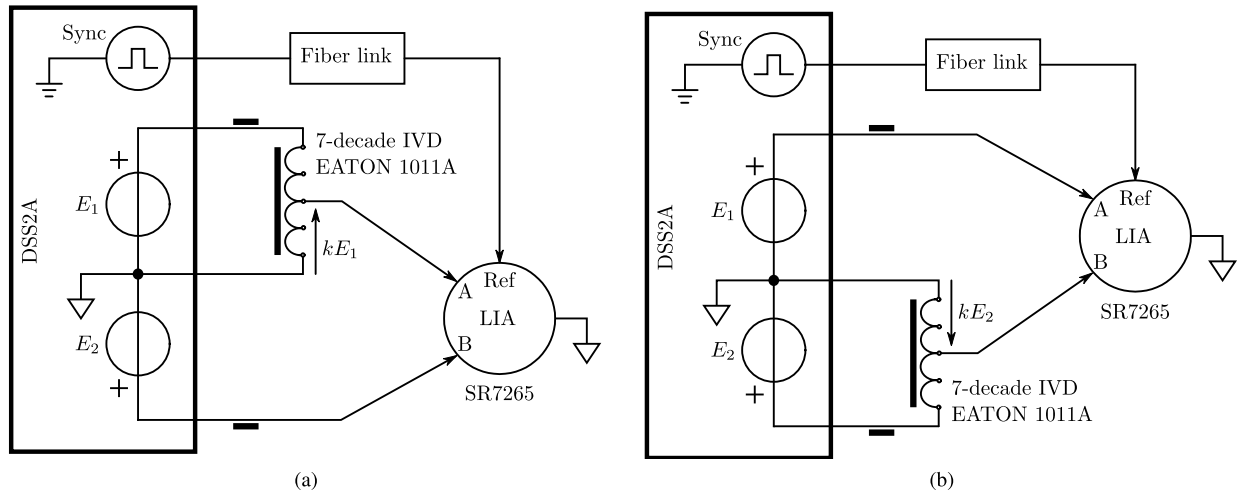 Sync
Fiber link
7-decade IVD
EATON 1011A
+
E₁
kE₁
DSS2A
Ref
A
LIA
E₂
B
+
SR7265
(a)
Sync
Fiber link
+
Ref
A
E₁
LIA
DSS2A
B
kE₂
SR7265
E₂
+
7-decade IVD
EATON 1011A
(b)